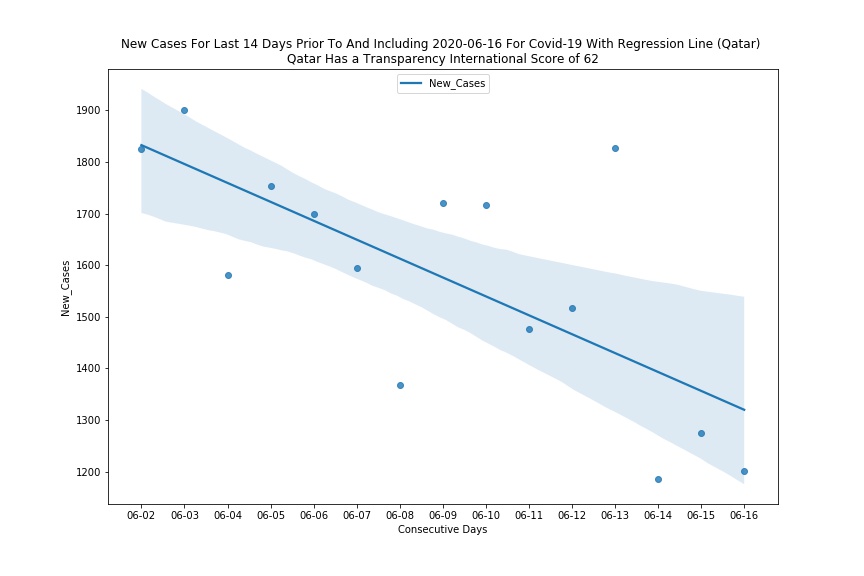 New Cases For Last 14 Days Prior To And Including 2020-06-16 For Covid-19 With Regression Line (Qatar)
Qatar Has a Transparency International Score of 62
New_Cases
1900
1800
1700
1600
1500
1400
1300
1200
New_Cases
06-02 06-03 06-04 06-05 06-06 06-07 06-08 06-09 06-10 06-11 06-12 06-13 06-14 06-15 06-16
Consecutive Days